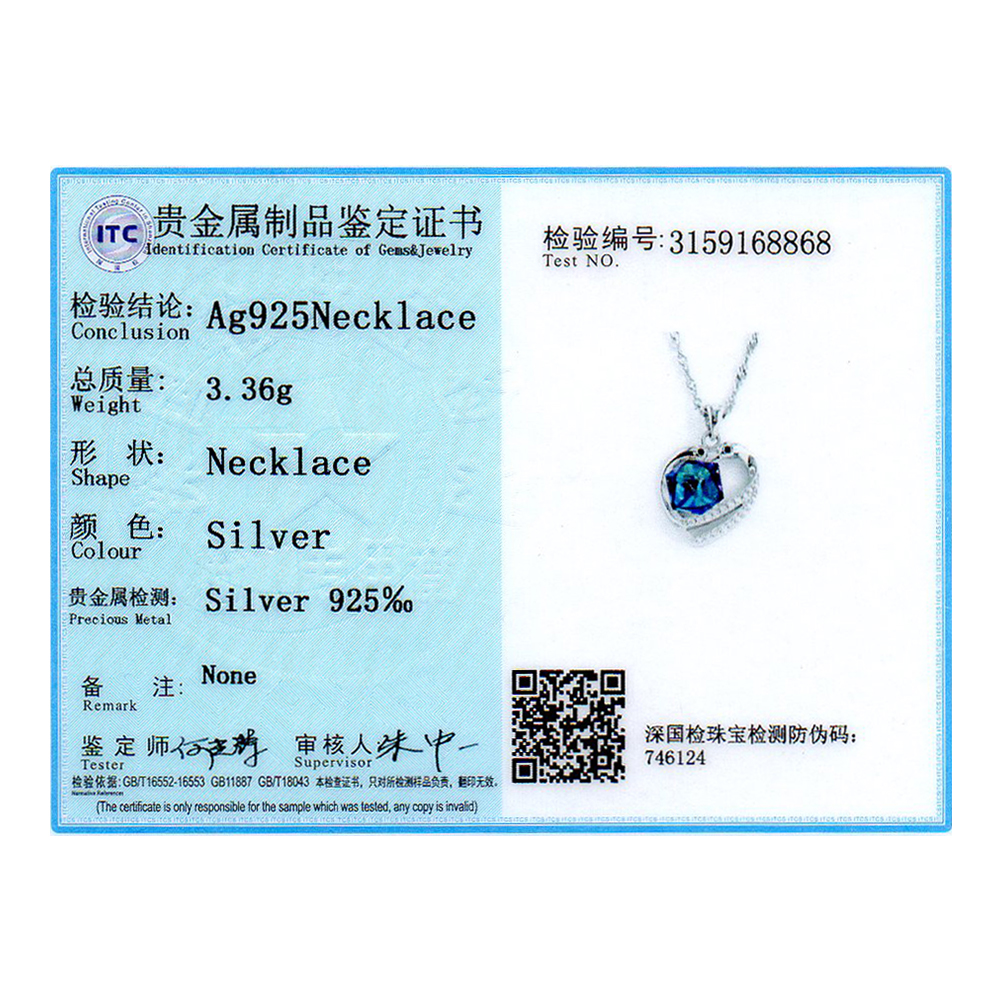 ITC
贵金属制品鉴定证书
Identification Certificate of Gems&Jewelry
检验编号:3159168868
Test NO.
检验结论: Ag925Necklace
Conclusion
总质量: 3.36g
Weight
形 状: Necklace
Shape
颜 色: Silver
Colour
贵金属检测: Silver 925‰
Precious Metal
备 注: None
Remark
鉴定师 审核人 朱中一
Tester Supervisor
检验依据: GB/T16552-16553 GB11887 GB/T18043 本检查证书,只对所检测样品负责,翻印无效。
Normative References
(The certificate is only responsible for the sample which was tested, any copy is invalid)
深国检珠宝检测防伪码:
746124